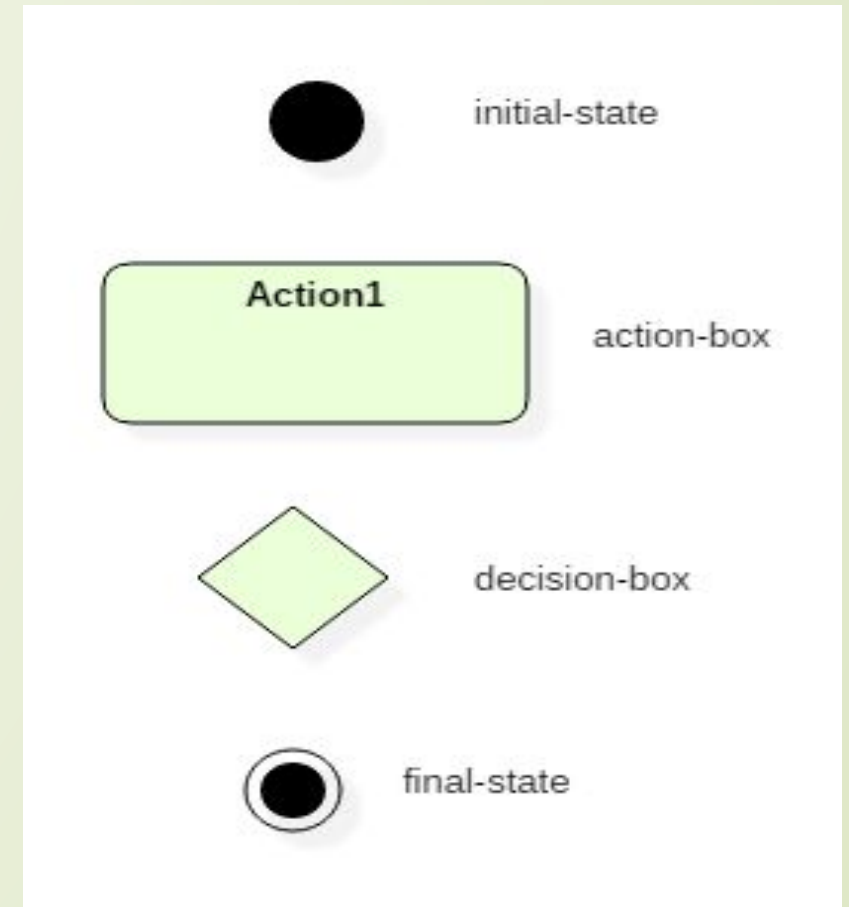 initial-state
Action1
action-box
decision-box
final-state